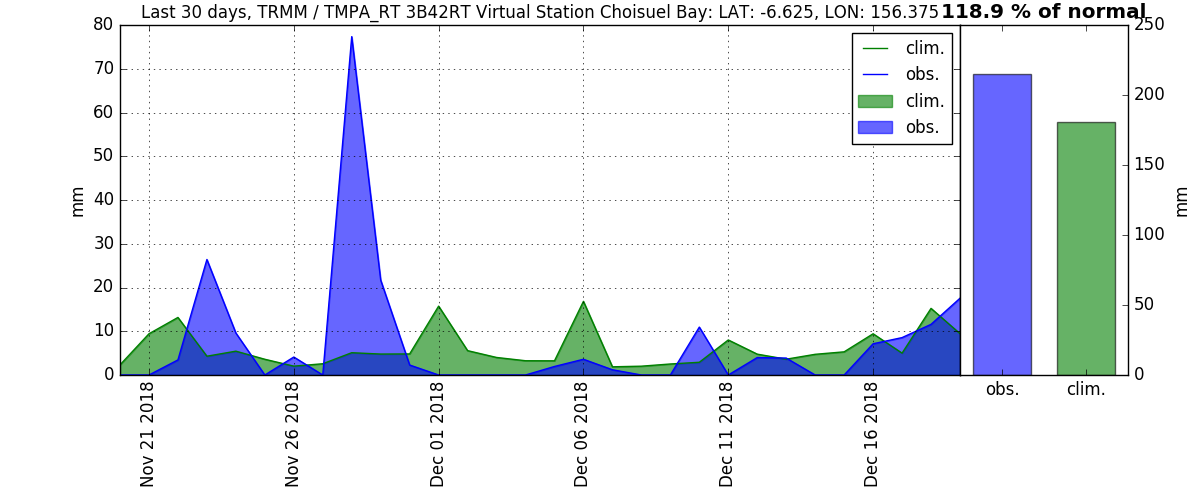 Last 30 days, TRMM / TMPA_RT 3B42RT Virtual Station Choisuel Bay: LAT: -6.625, LON: 156.375 118.9 % of normal
80
70
60
50
40
30
20
10
0
mm
clim.
obs.
clim.
obs.
Nov 21 2018
Nov 26 2018
Dec 01 2018
Dec 06 2018
Dec 11 2018
Dec 16 2018
250
200
150
100
50
0
mm
obs.
clim.